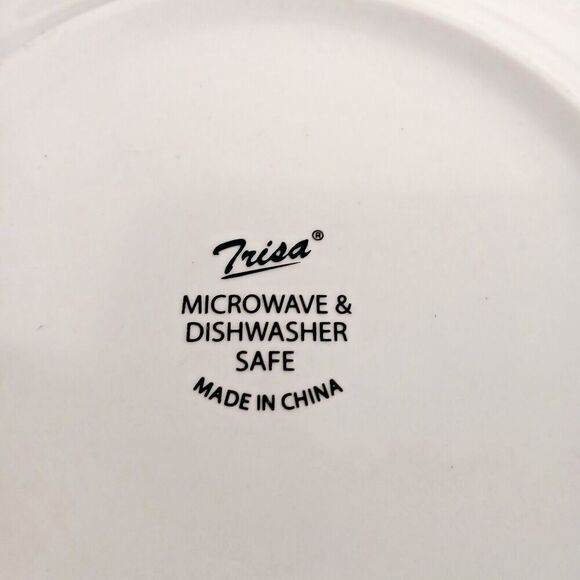 Trisa®
MICROWAVE &
DISHWASHER
SAFE
MADE IN CHINA